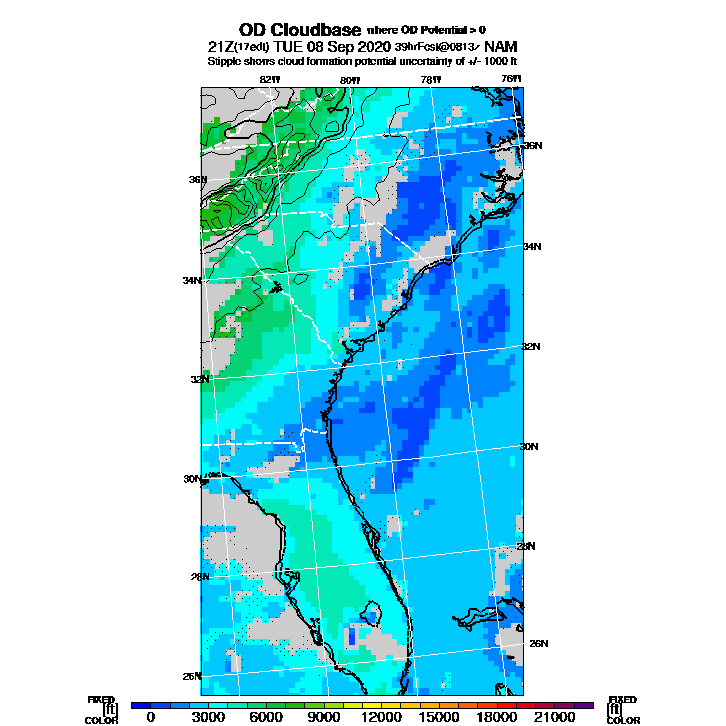 OD Cloudbase where OD Potential > 0
21Z(17edt) TUE 08 Sep 2020 39hrFcst@0813z NAM
Stipple shows cloud formation potential uncertainty of +/- 1000 ft
82W 80W 78W 76W
36N
36N
34N
34N
32N
32N
30N
30N
28N
28N
26N
26N
FIXED FIXED
[ft] [ft]
COLOR 0 3000 6000 9000 12000 15000 18000 21000 COLOR